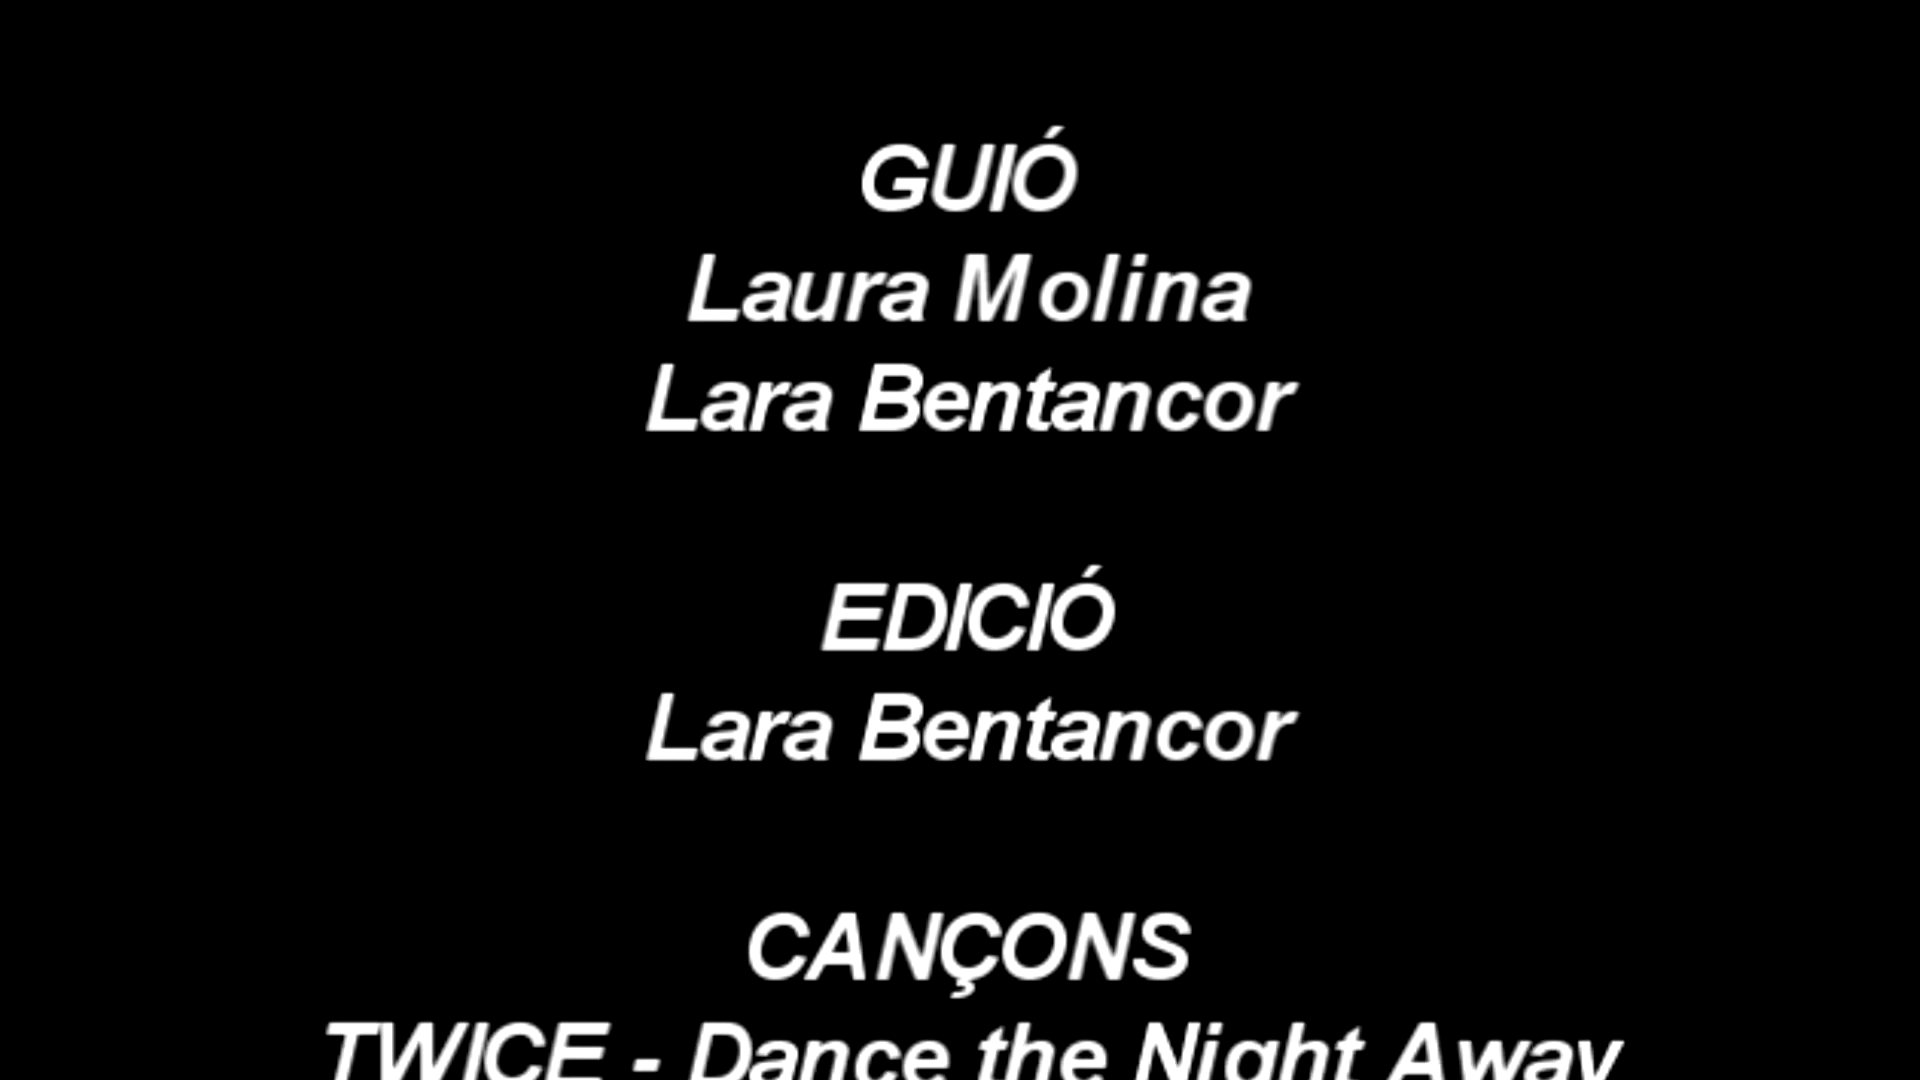 GUIÓ
Laura Molina
Lara Bentancor
EDICIÓ
Lara Bentancor
CANÇONS
TWICE - Dance the Night Away